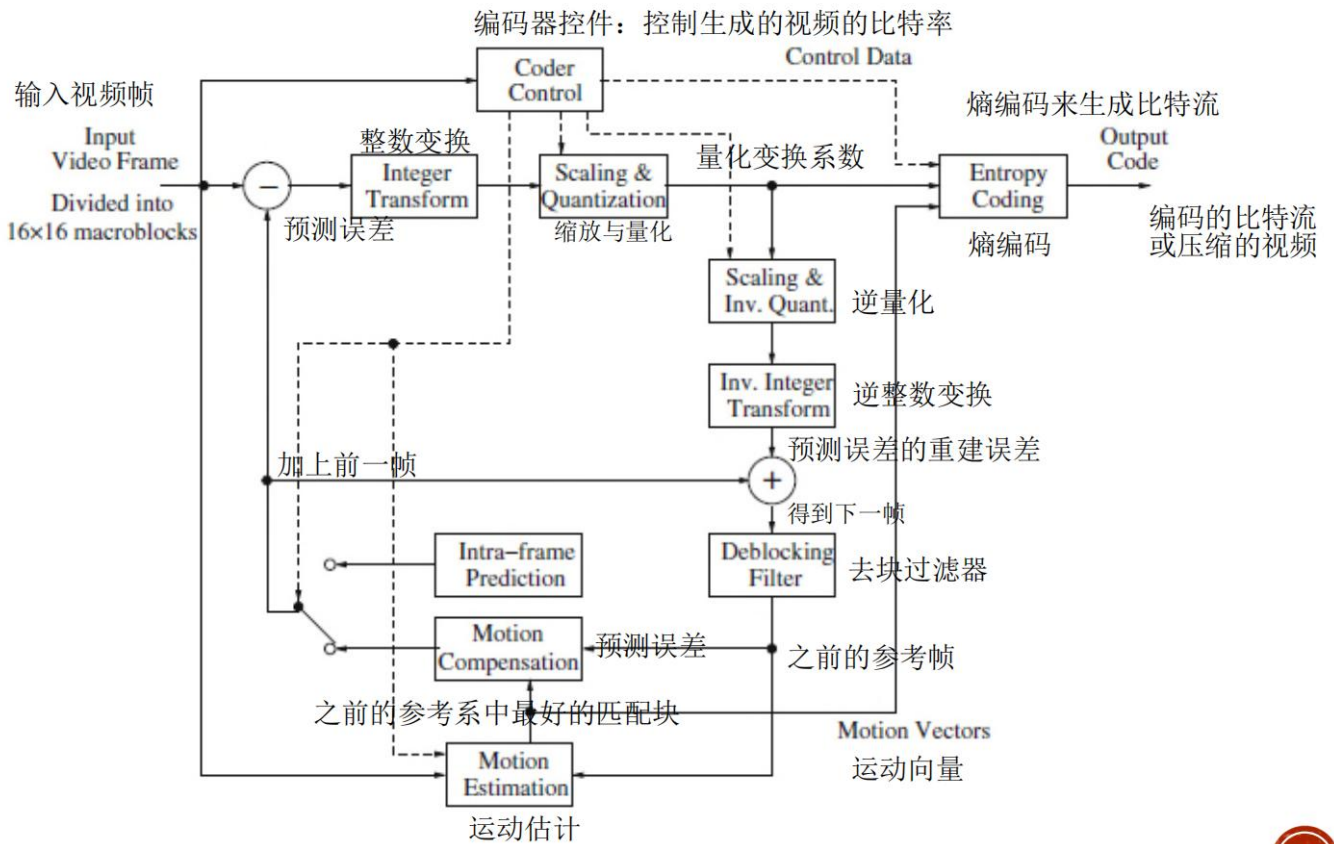 编码器控件：控制生成的视频的比特率
Control Data
Coder
Control
输入视频帧
Input
Video Frame
Divided into
16×16 macroblocks
−
预测误差
整数变换
Integer
Transform
Scaling &
Quantization
缩放与量化
量化变换系数
熵编码来生成比特流
Output
Code
Entropy
Coding
熵编码
编码的比特流
或压缩的视频
Scaling &
Inv. Quant.
逆量化
Inv. Integer
Transform
逆整数变换
预测误差的重建误差
加上前一帧
+
得到下一帧
Intra−frame
Prediction
Deblocking
Filter
去块过滤器
Motion
Compensation
预测误差
之前的参考帧
之前的参考系中最好的匹配块
Motion Vectors
运动向量
Motion
Estimation
运动估计